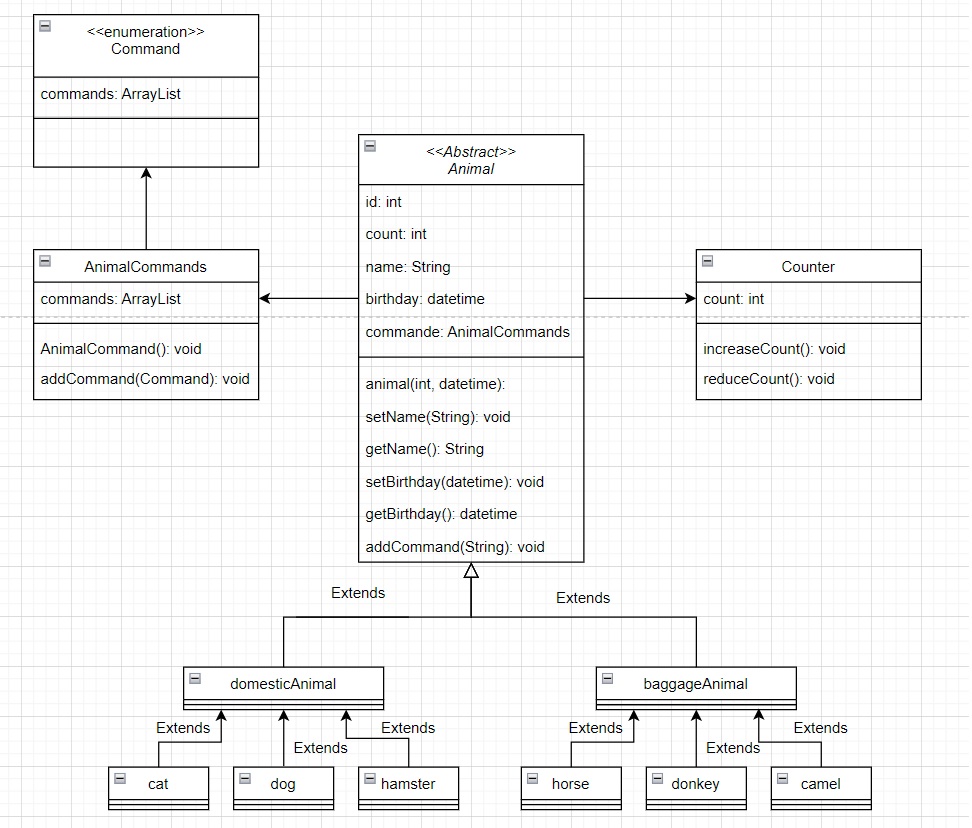 <<enumeration>>
Command
commands: ArrayList
<<Abstract>>
Animal
id: int
count: int
name: String
birthday: datetime
commande: AnimalCommands
animal(int, datetime):
setName(String): void
getName(): String
setBirthday(datetime): void
getBirthday(): datetime
addCommand(String): void
AnimalCommands
commands: ArrayList
AnimalCommand(): void
addCommand(Command): void
Counter
count: int
increaseCount(): void
reduceCount(): void
Extends
Extends
domesticAnimal
baggageAnimal
Extends
Extends
Extends
Extends
Extends
Extends
cat
dog
hamster
horse
donkey
camel